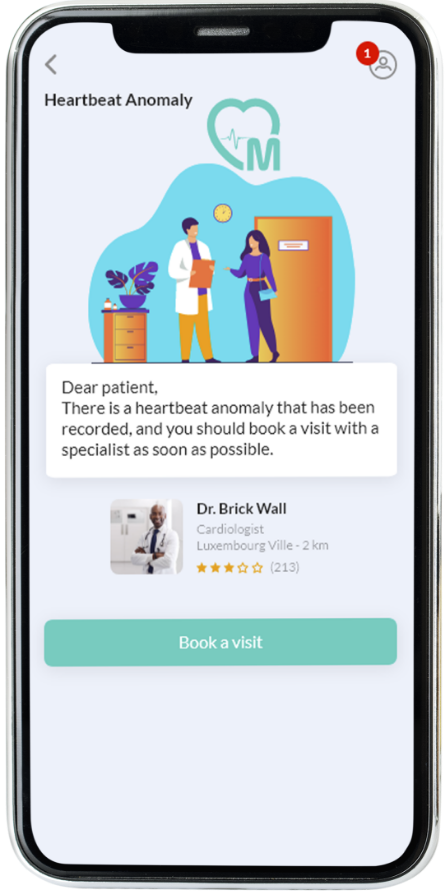 1
Heartbeat Anomaly
M
Dear patient,
There is a heartbeat anomaly that has been
recorded, and you should book a visit with a
specialist as soon as possible.
Dr. Brick Wall
Cardiologist
Luxembourg Ville - 2 km
(213)
Book a visit